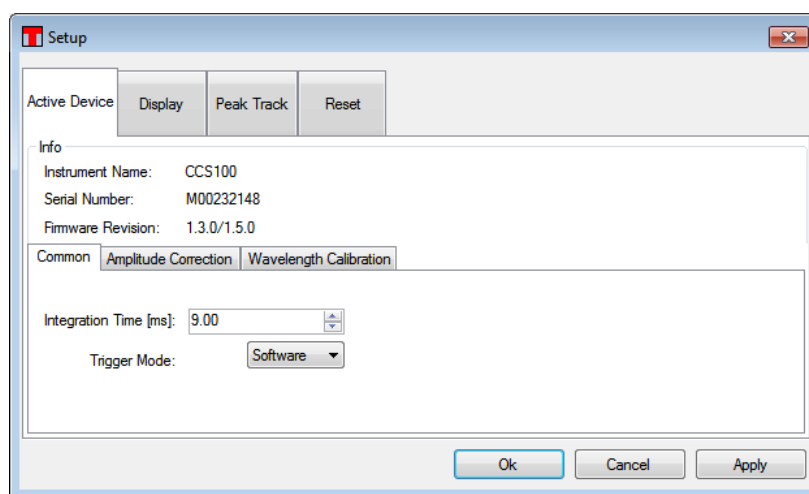 Setup
Active Device Display Peak Track Reset
Info
Instrument Name: CCS100
Serial Number: M00232148
Firmware Revision: 1.3.0/1.5.0
Common Amplitude Correction Wavelength Calibration
Integration Time [ms]: 9.00
Trigger Mode: Software
Ok Cancel Apply